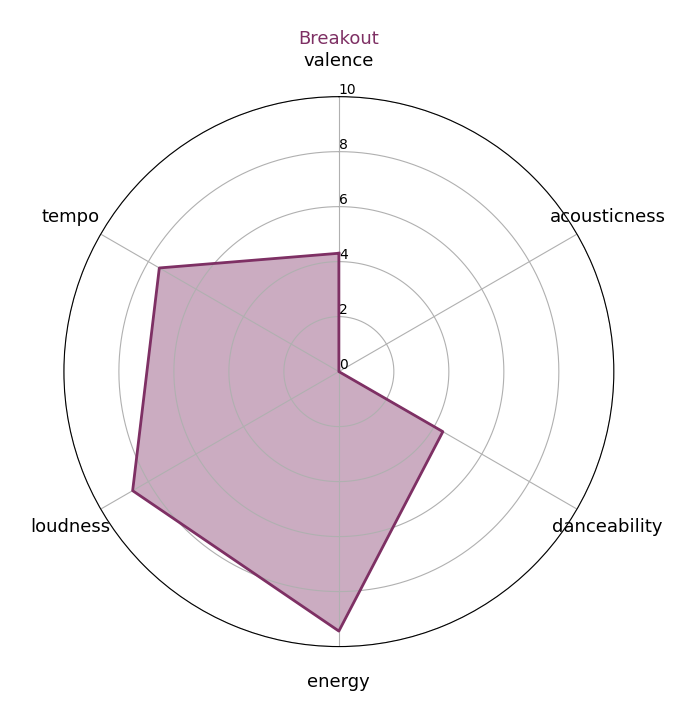 Breakout
valence
10
8
6
4
2
0
tempo
acousticness
loudness
danceability
energy